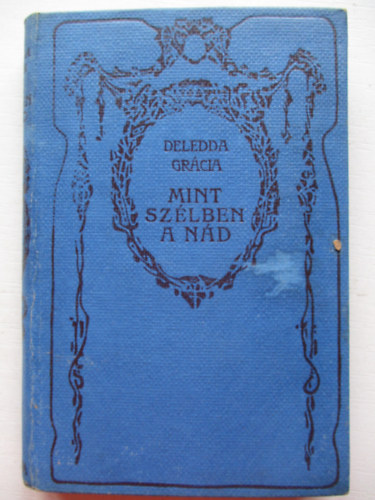 DELEDDA
GRÁCIA
MINT
SZÉLBEN
A NÁD